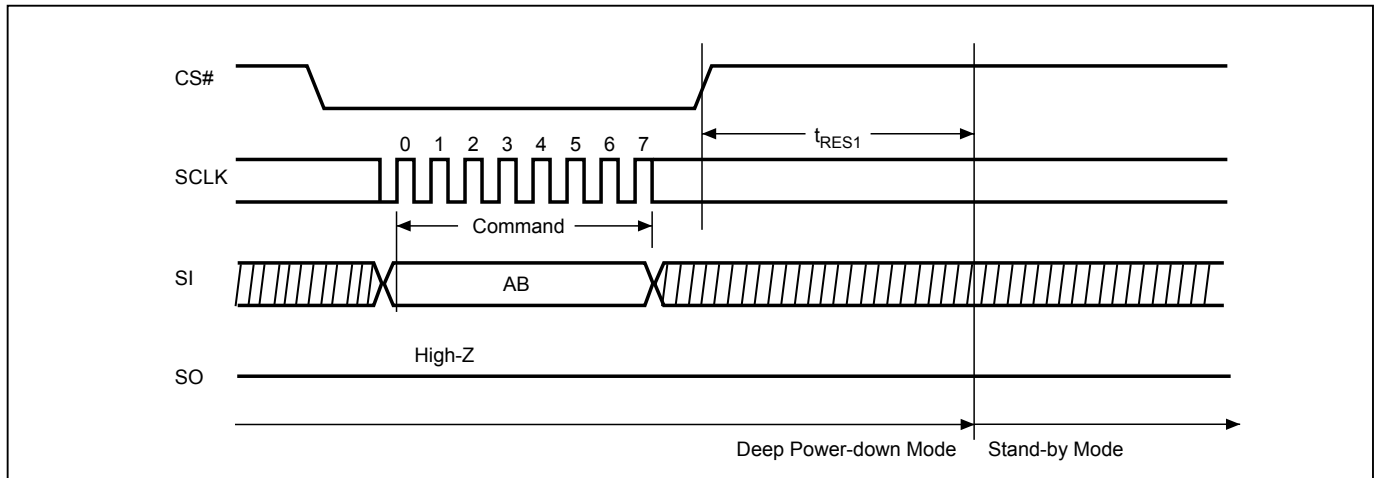 CS#
tRES1
0 1 2 3 4 5 6 7
SCLK
Command
SI
AB
High-Z
SO
Deep Power-down Mode Stand-by Mode